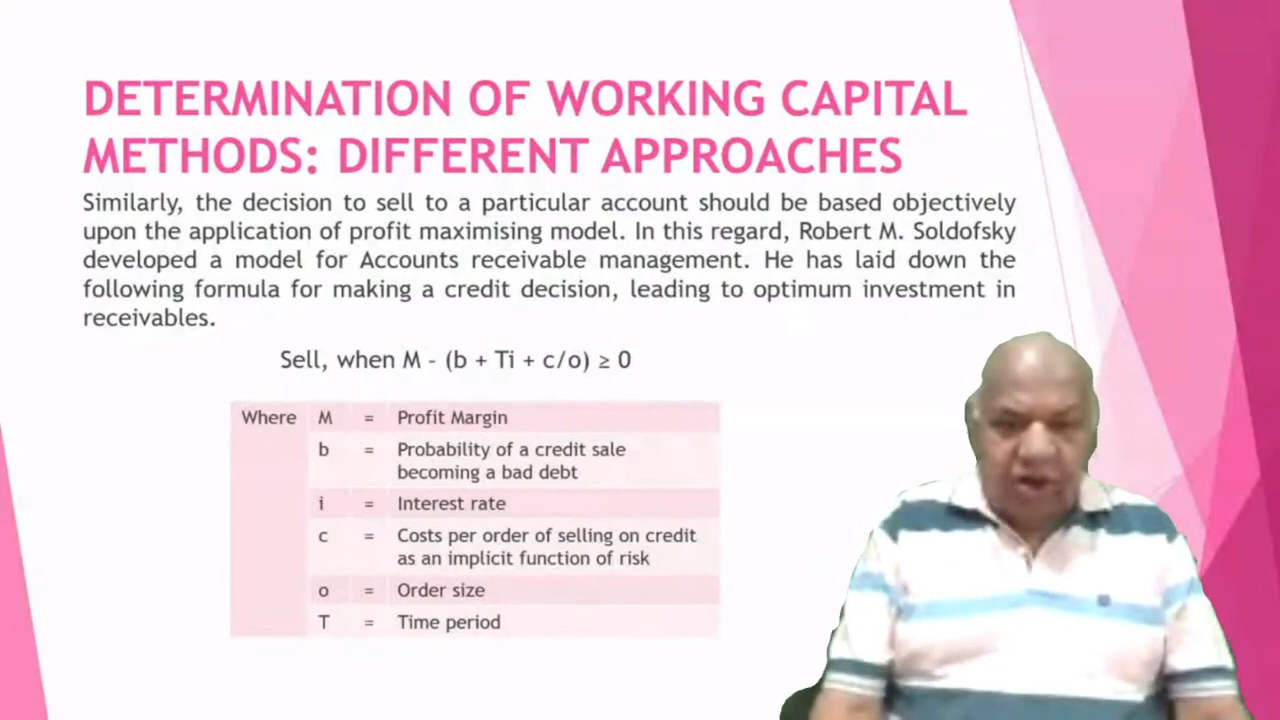 DETERMINATION OF WORKING CAPITAL
METHODS: DIFFERENT APPROACHES
Similarly, the decision to sell to a particular account should be based objectively
upon the application of profit maximising model. In this regard, Robert M. Soldofsky
developed a model for Accounts receivable management. He has laid down the
following formula for making a credit decision, leading to optimum investment in
receivables.
Sell, when M - (b + Ti + c/o) ≥ 0
Where M = Profit Margin
b = Probability of a credit sale
becoming a bad debt
i = Interest rate
c = Costs per order of selling on credit
as an implicit function of risk
o = Order size
T = Time period